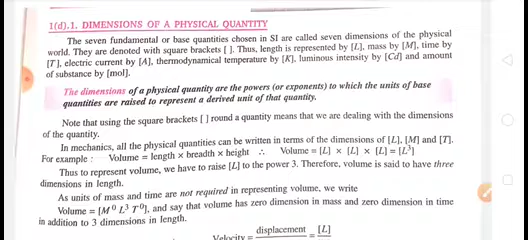 1(d).1. DIMENSIONS OF A PHYSICAL QUANTITY
The seven fundamental or base quantities chosen in SI are called seven dimensions of the physical
world. They are denoted with square brackets [ ]. Thus, length is represented by [L], mass by [M], time by
[T], electric current by [A], thermodynamical temperature by [K], luminous intensity by [Cd] and amount
of substance by [mol].
The dimensions of a physical quantity are the powers (or exponents) to which the units of base
quantities are raised to represent a derived unit of that quantity.
Note that using the square brackets [ ] round a quantity means that we are dealing with the dimensions
of the quantity.
In mechanics, all the physical quantities can be written in terms of the dimensions of [L], [M] and [T].
For example : Volume = length × breadth × height ∴ Volume = [L] × [L] × [L] = [L³]
Thus to represent volume, we have to raise [L] to the power 3. Therefore, volume is said to have three
dimensions in length.
As units of mass and time are not required in representing volume, we write
Volume = [M⁰ L³ T⁰], and say that volume has zero dimension in mass and zero dimension in time
in addition to 3 dimensions in length.
Velocity = displacement = [L]